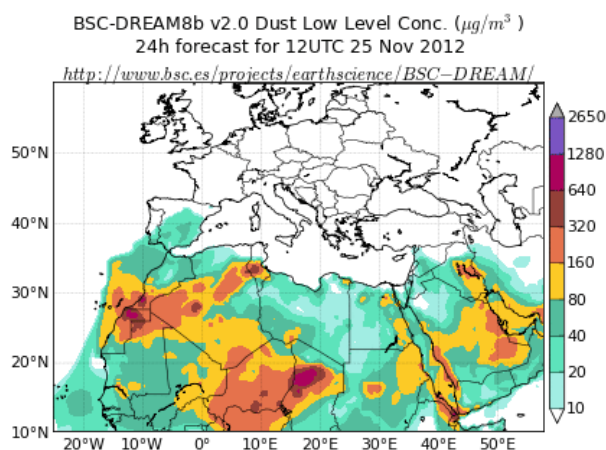 BSC-DREAM8b v2.0 Dust Low Level Conc. (μg/m³ )
24h forecast for 12UTC 25 Nov 2012
http://www.bsc.es/projects/earthscience/BSC−DREAM/
2650
1280
640
320
160
80
40
20
10
50°N
40°N
30°N
20°N
10°N
20°W 10°W 0° 10°E 20°E 30°E 40°E 50°E